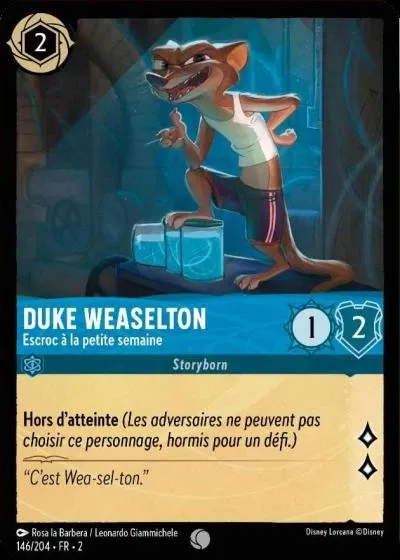 2
DUKE WEASELTON
Escroc à la petite semaine
1
2
Storyborn
Hors d’atteinte (Les adversaires ne peuvent pas
choisir ce personnage, hormis pour un défi.)
“C’est Wea-sel-ton.”
Rosa la Barbera / Leonardo Giammichele
Disney Lorcana ©Disney
146/204 • FR • 2